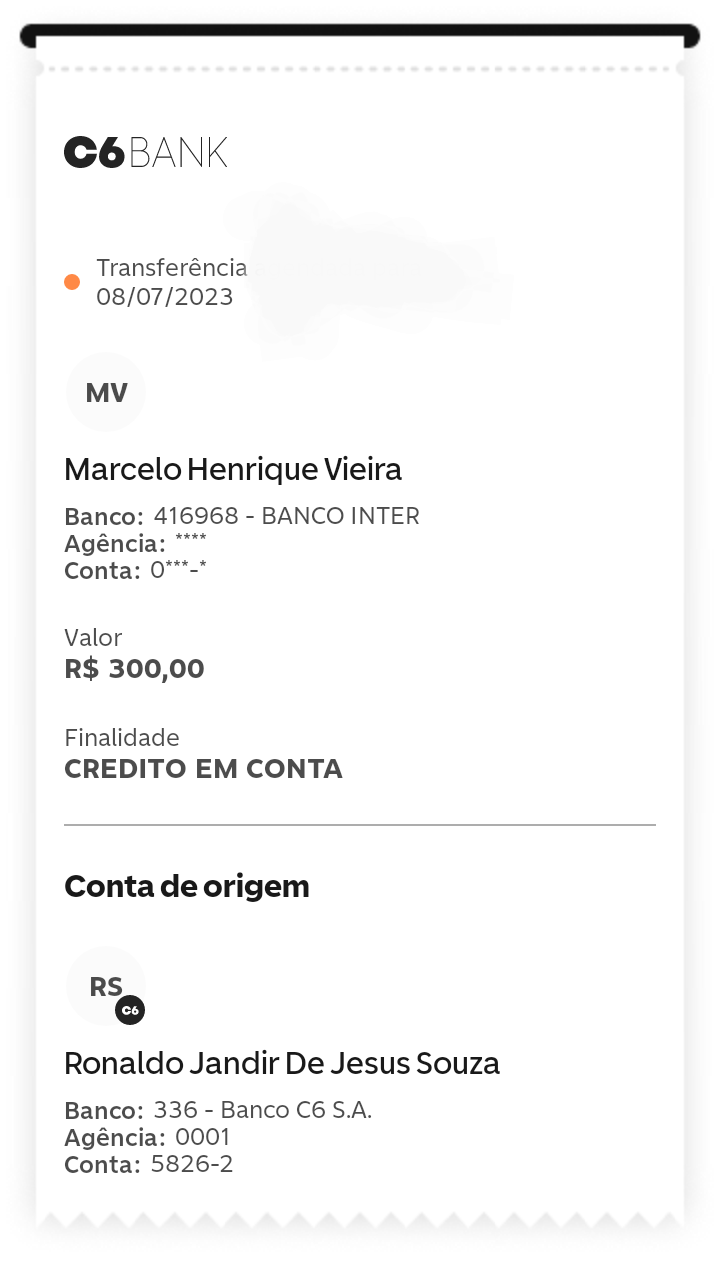 C6 BANK
Transferência
08/07/2023
MV
Marcelo Henrique Vieira
Banco: 416968 - BANCO INTER
Agência: ****
Conta: 0***-*
Valor
R$ 300,00
Finalidade
CREDITO EM CONTA
Conta de origem
RS
C6
Ronaldo Jandir De Jesus Souza
Banco: 336 - Banco C6 S.A.
Agência: 0001
Conta: 5826-2